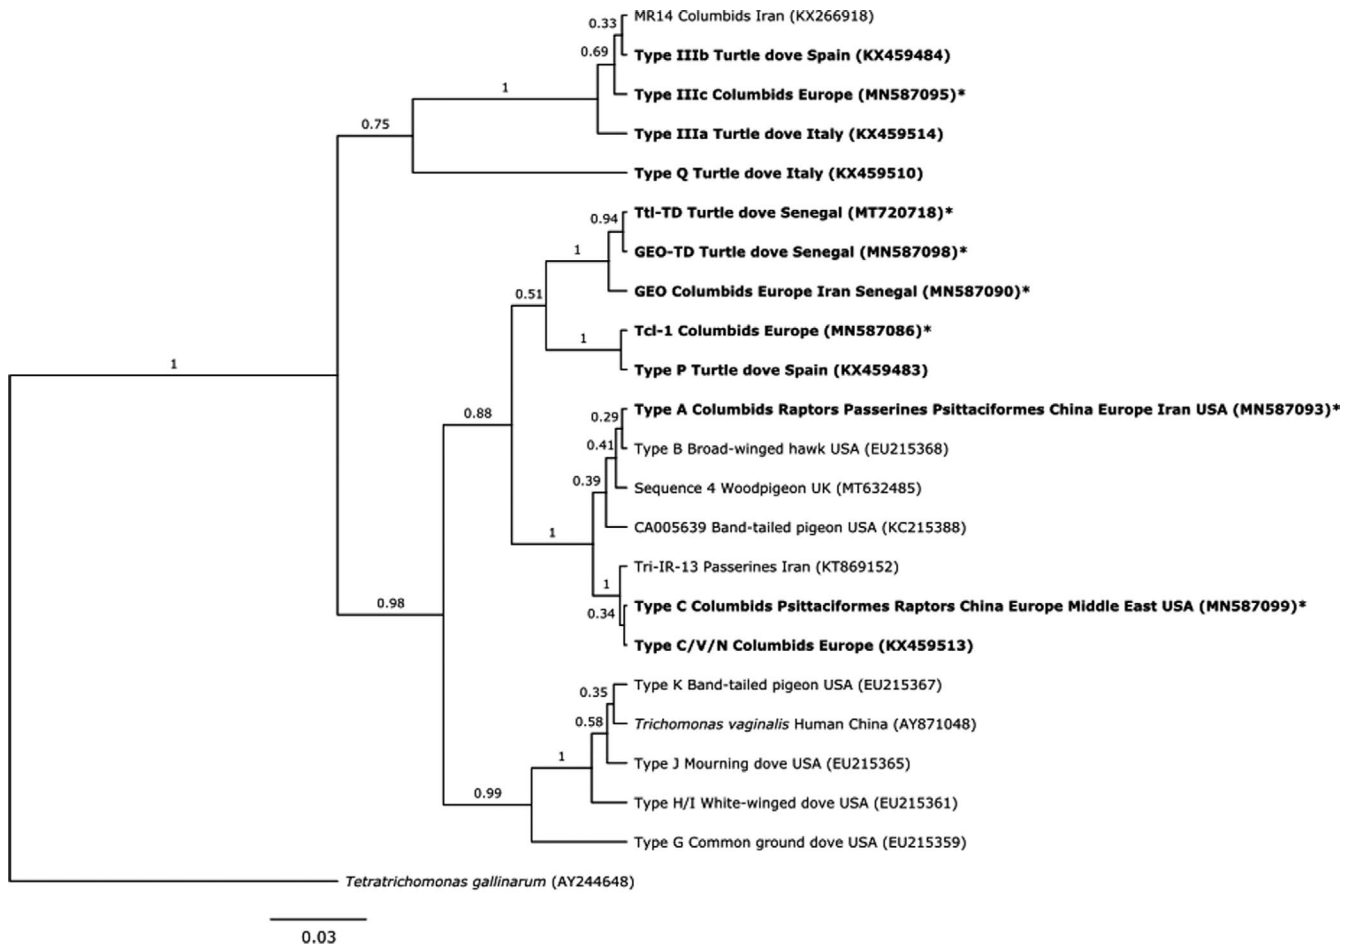 0.33
MR14 Columbids Iran (KX266918)
0.69
Type IIIb Turtle dove Spain (KX459484)
1
Type IIIc Columbids Europe (MN587095)*
0.75
Type IIIa Turtle dove Italy (KX459514)
Type Q Turtle dove Italy (KX459510)
0.94
Ttl-TD Turtle dove Senegal (MT720718)*
1
GEO-TD Turtle dove Senegal (MN587098)*
0.51
GEO Columbids Europe Iran Senegal (MN587090)*
1
Tcl-1 Columbids Europe (MN587086)*
1
Type P Turtle dove Spain (KX459483)
0.88
0.29
Type A Columbids Raptors Passerines Psittaciformes China Europe Iran USA (MN587093)*
0.41
Type B Broad-winged hawk USA (EU215368)
0.39
Sequence 4 Woodpigeon UK (MT632485)
1
CA005639 Band-tailed pigeon USA (KC215388)
1
Tri-IR-13 Passerines Iran (KT869152)
0.98
0.34
Type C Columbids Psittaciformes Raptors China Europe Middle East USA (MN587099)*
Type C/V/N Columbids Europe (KX459513)
0.35
Type K Band-tailed pigeon USA (EU215367)
0.58
Trichomonas vaginalis Human China (AY871048)
1
Type J Mourning dove USA (EU215365)
0.99
Type H/I White-winged dove USA (EU215361)
Type G Common ground dove USA (EU215359)
Tetratrichomonas gallinarum (AY244648)
0.03